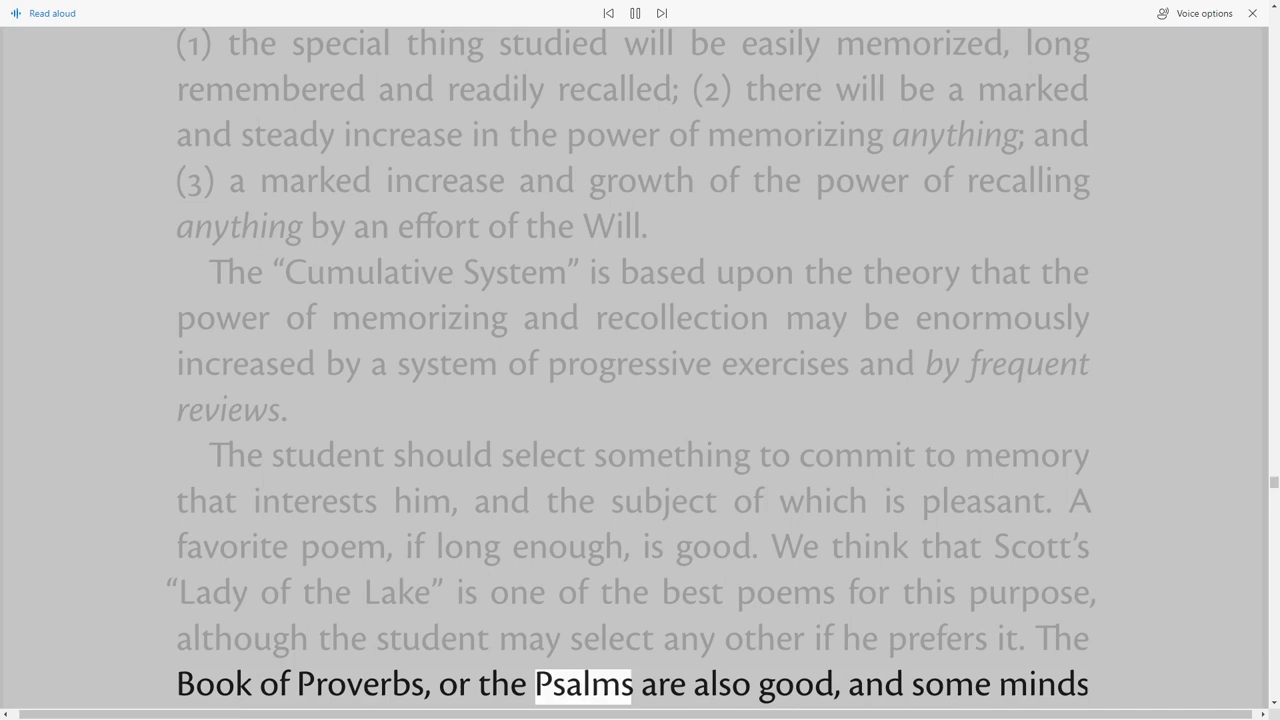 Read aloud
Voice options
(1) the special thing studied will be easily memorized, long
remembered and readily recalled; (2) there will be a marked
and steady increase in the power of memorizing anything; and
(3) a marked increase and growth of the power of recalling
anything by an effort of the Will.
The “Cumulative System” is based upon the theory that the
power of memorizing and recollection may be enormously
increased by a system of progressive exercises and by frequent
reviews.
The student should select something to commit to memory
that interests him, and the subject of which is pleasant. A
favorite poem, if long enough, is good. We think that Scott’s
“Lady of the Lake” is one of the best poems for this purpose,
although the student may select any other if he prefers it. The
Book of Proverbs, or the Psalms are also good, and some minds